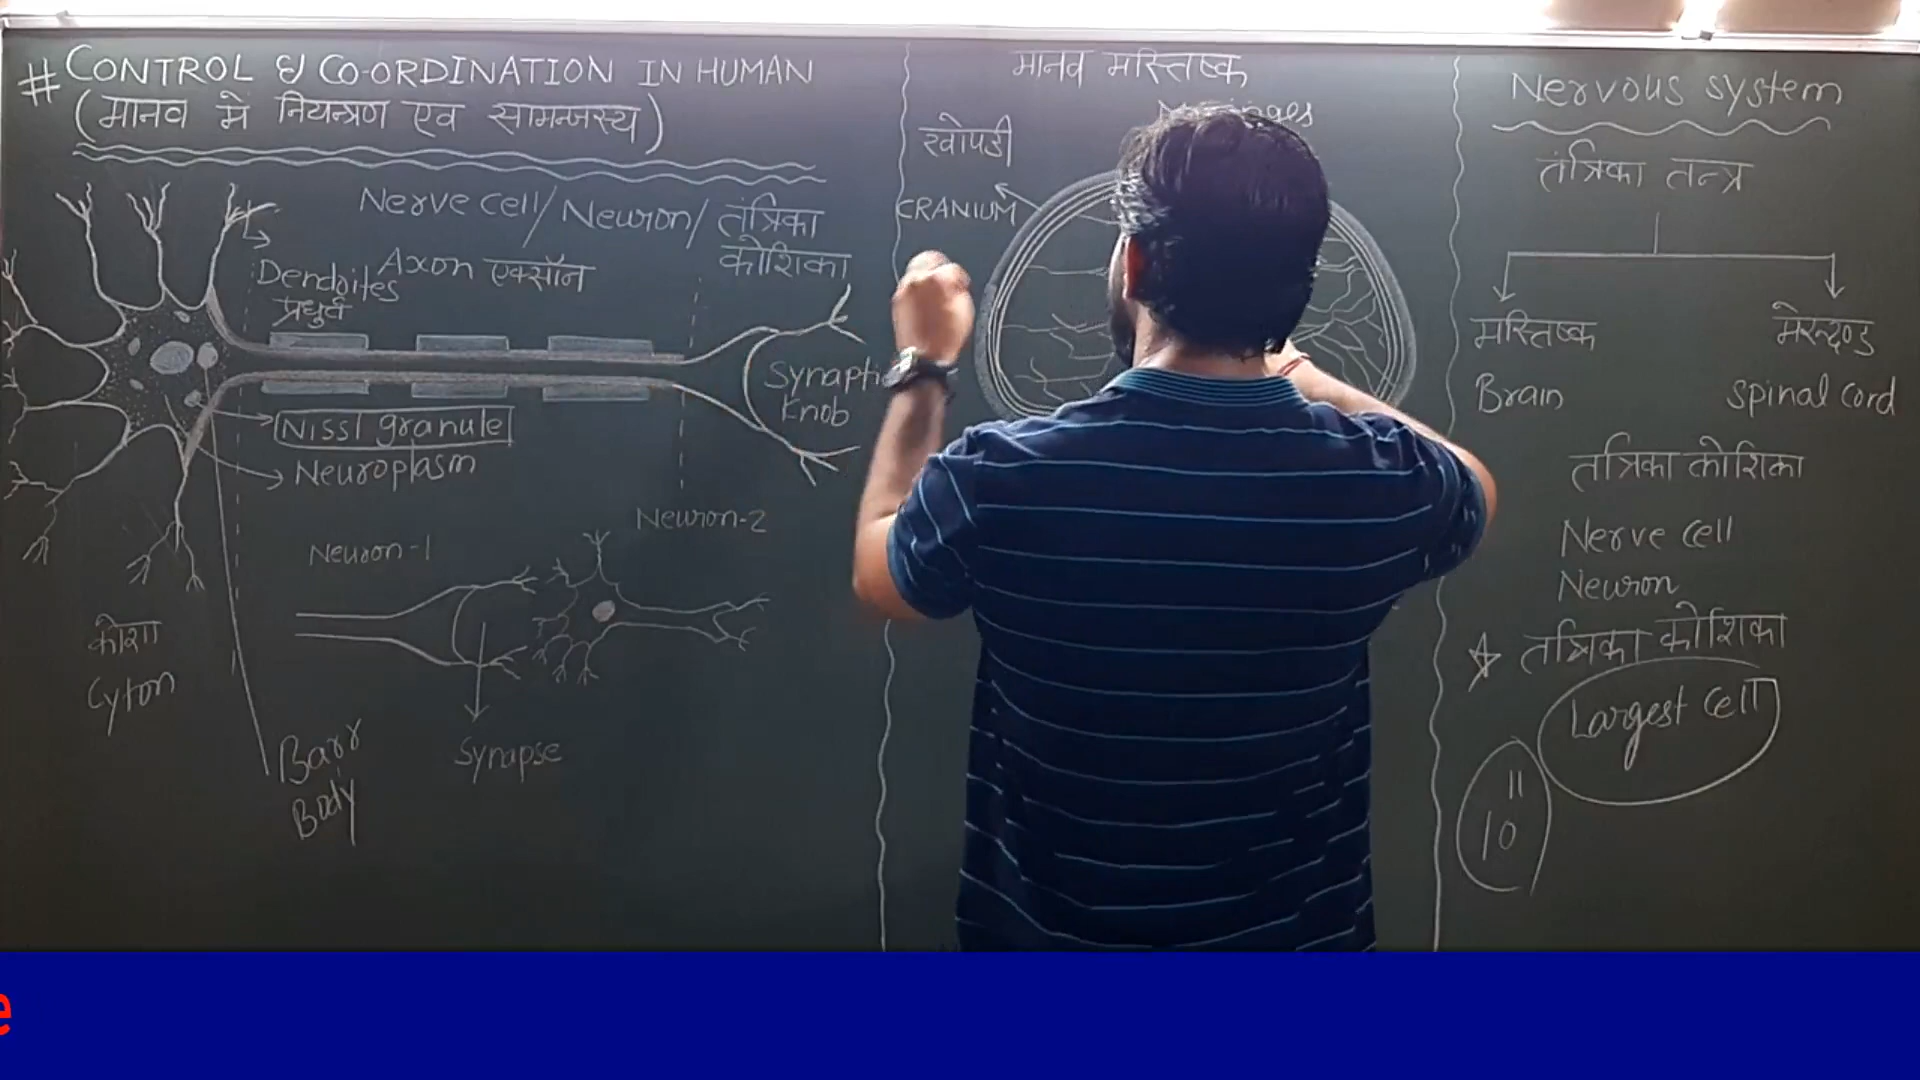 # CONTROL & CO-ORDINATION IN HUMAN
(मानव मे नियन्त्रण एव सामन्जस्य)
Nerve cell/Neuron/तंत्रिका
कोशिका
Dendrites
Axon एक्सॉन
Synaptic
Knob
Nissl granule
Neuroplasm
Neuron-1
Neuron-2
Synapse
कोशा
Cyton
Barr
Body
मानव मस्तिष्क
खोपडी
CRANIUM
Nervous system
तंत्रिका तन्त्र
मस्तिष्क
Brain
मेरुदण्ड
Spinal cord
तंत्रिका कोशिका
Nerve cell
Neuron
तंत्रिका कोशिका
Largest cell
11
10
e